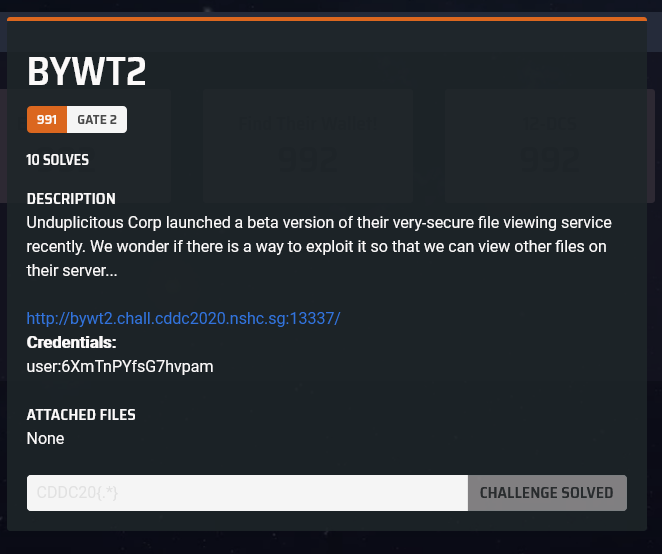 BYWT2
991 GATE 2
10 SOLVES
DESCRIPTION
Unduplicitous Corp launched a beta version of their very-secure file viewing service
recently. We wonder if there is a way to exploit it so that we can view other files on
their server...
http://bywt2.chall.cddc2020.nshc.sg:13337/
Credentials:
user:6XmTnPYfsG7hvpam
ATTACHED FILES
None
CDDC20{.*} CHALLENGE SOLVED